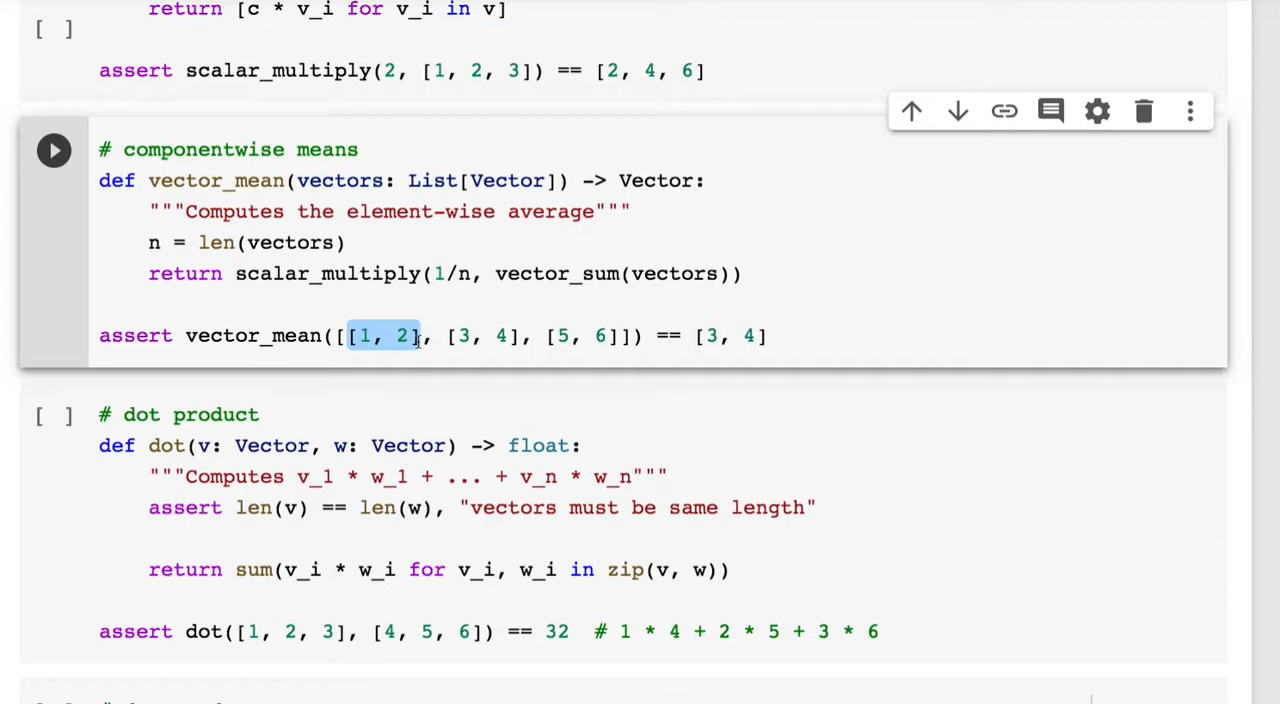 return [c * v_i for v_i in v]
[ ]
assert scalar_multiply(2, [1, 2, 3]) == [2, 4, 6]
# componentwise means
def vector_mean(vectors: List[Vector]) -> Vector:
"""Computes the element-wise average"""
n = len(vectors)
return scalar_multiply(1/n, vector_sum(vectors))
assert vector_mean([[1, 2], [3, 4], [5, 6]]) == [3, 4]
[ ] # dot product
def dot(v: Vector, w: Vector) -> float:
"""Computes v_1 * w_1 + ... + v_n * w_n"""
assert len(v) == len(w), "vectors must be same length"
return sum(v_i * w_i for v_i, w_i in zip(v, w))
assert dot([1, 2, 3], [4, 5, 6]) == 32  # 1 * 4 + 2 * 5 + 3 * 6